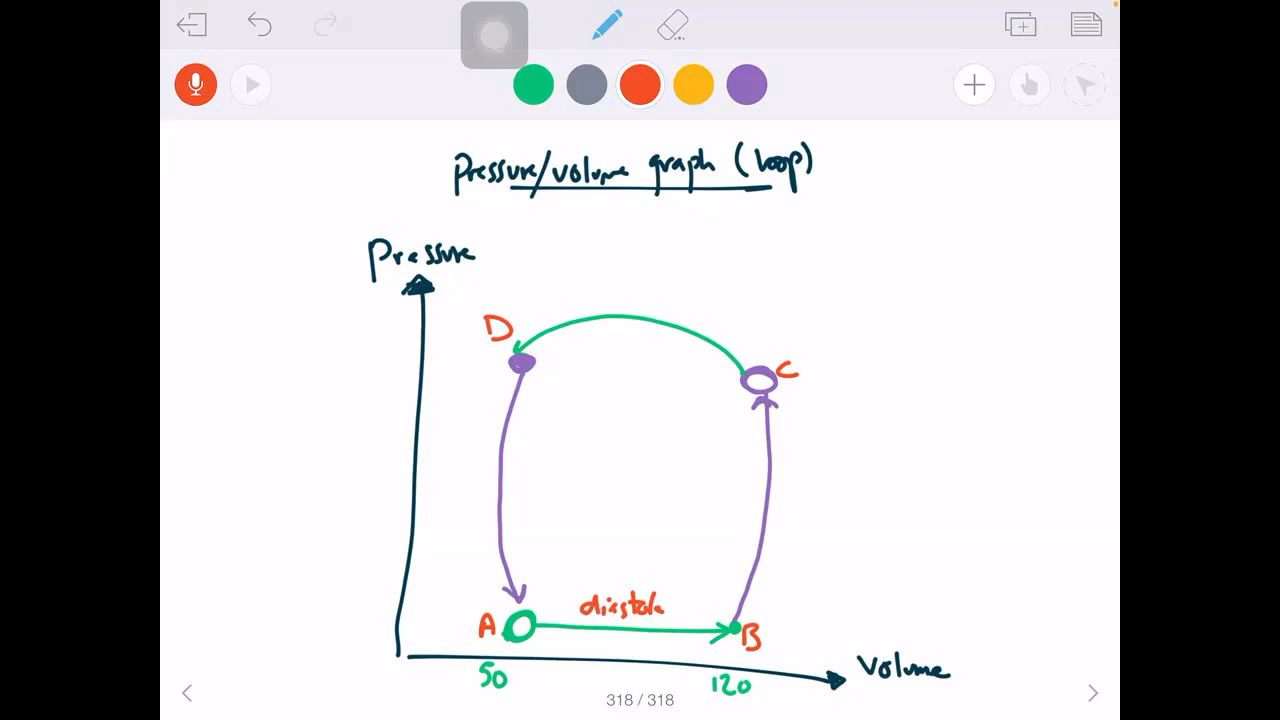 Pressure/volume graph (loop)
Pressure
D
C
diastole
A
B
50
120
Volume
318 / 318